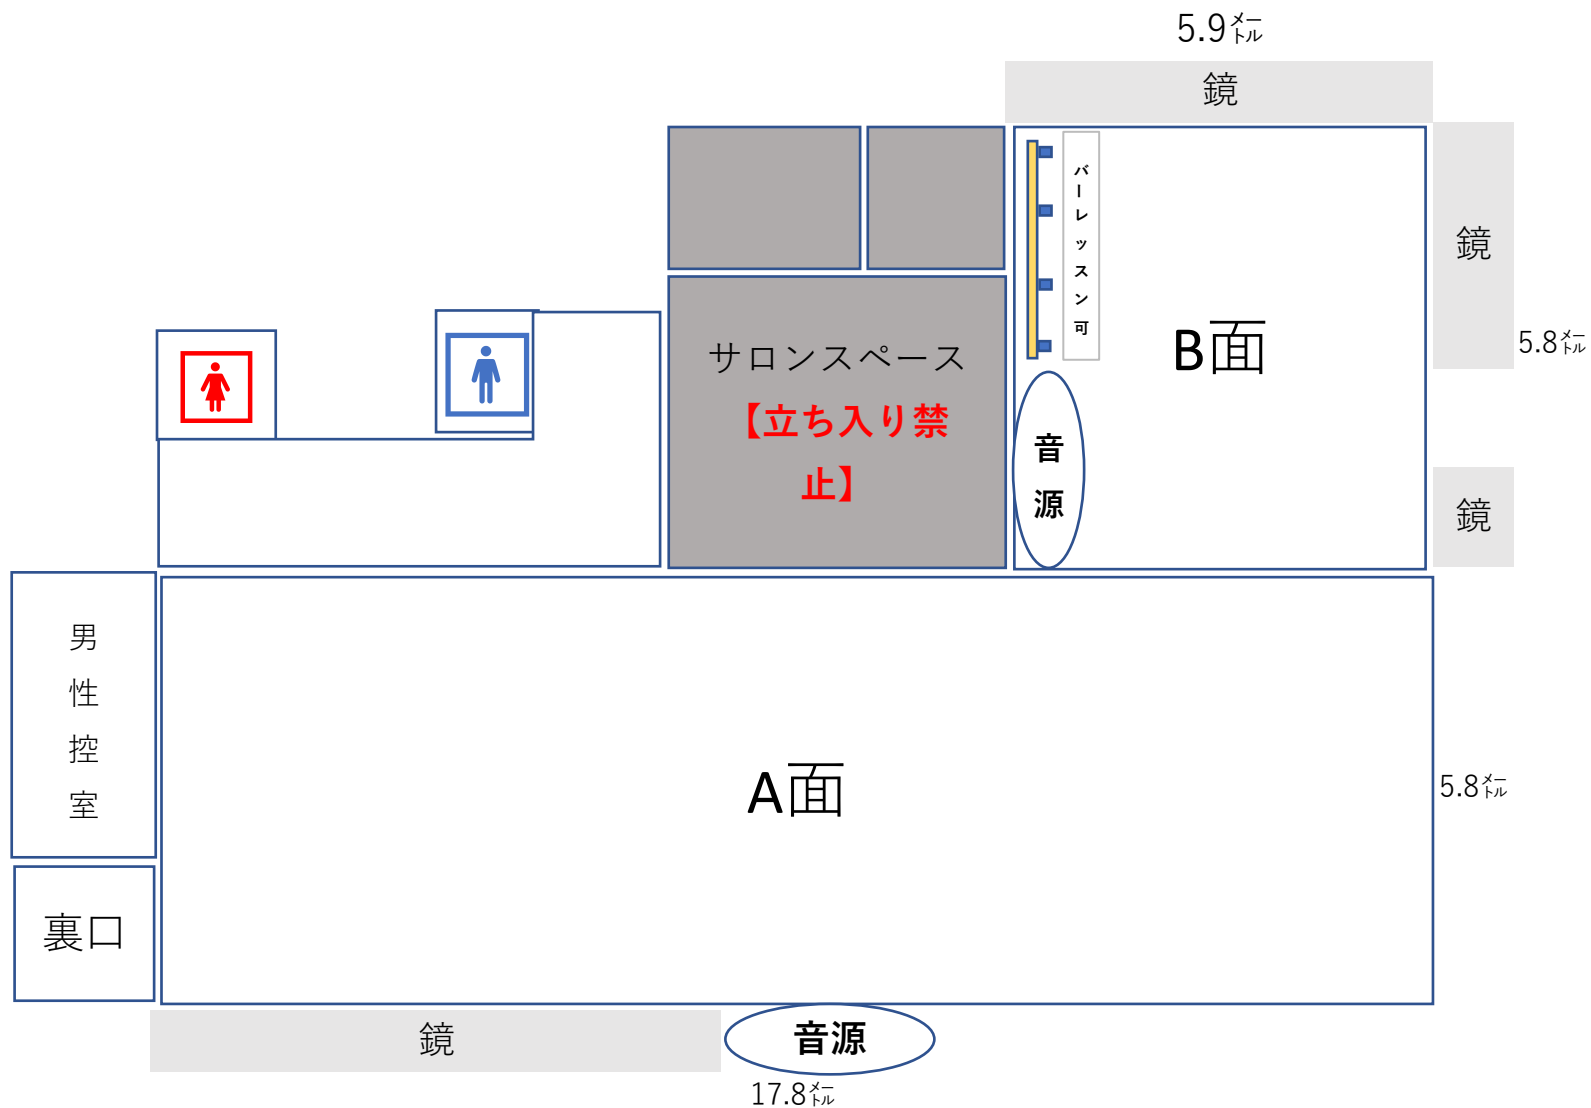 5.9㍍
鏡
バーレッスン可
鏡
B面
5.8㍍
サロンスペース
【立ち入り禁
止】
音源
鏡
男性控室
A面
5.8㍍
裏口
鏡
音源
17.8㍍